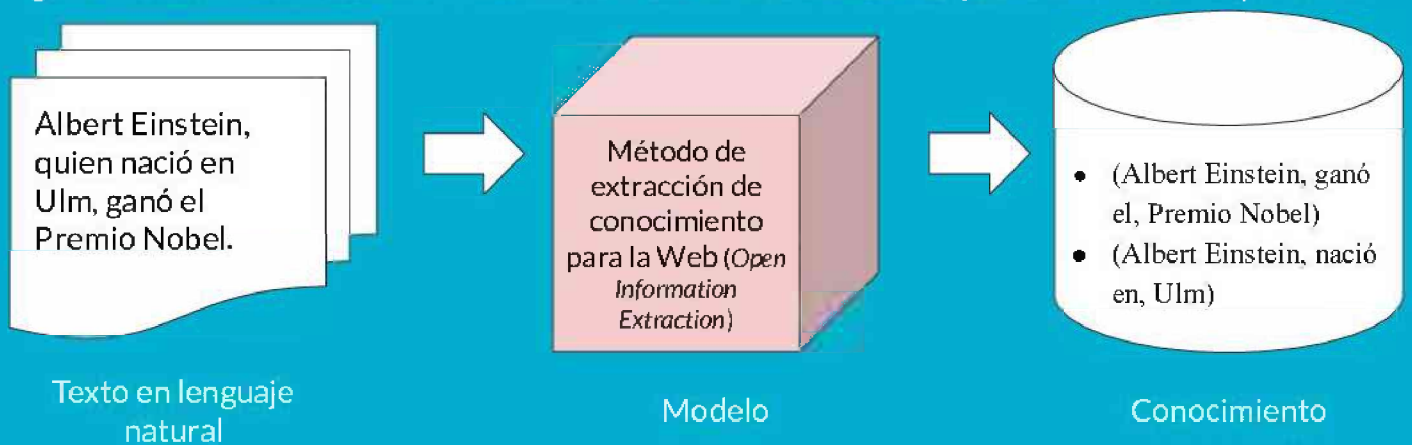 Albert Einstein,
quien nació en
Ulm, ganó el
Premio Nobel.
Texto en lenguaje
natural
Método de
extracción de
conocimiento
para la Web (Open
Information
Extraction)
Modelo
• (Albert Einstein, ganó
el, Premio Nobel)
• (Albert Einstein, nació
en, Ulm)
Conocimiento